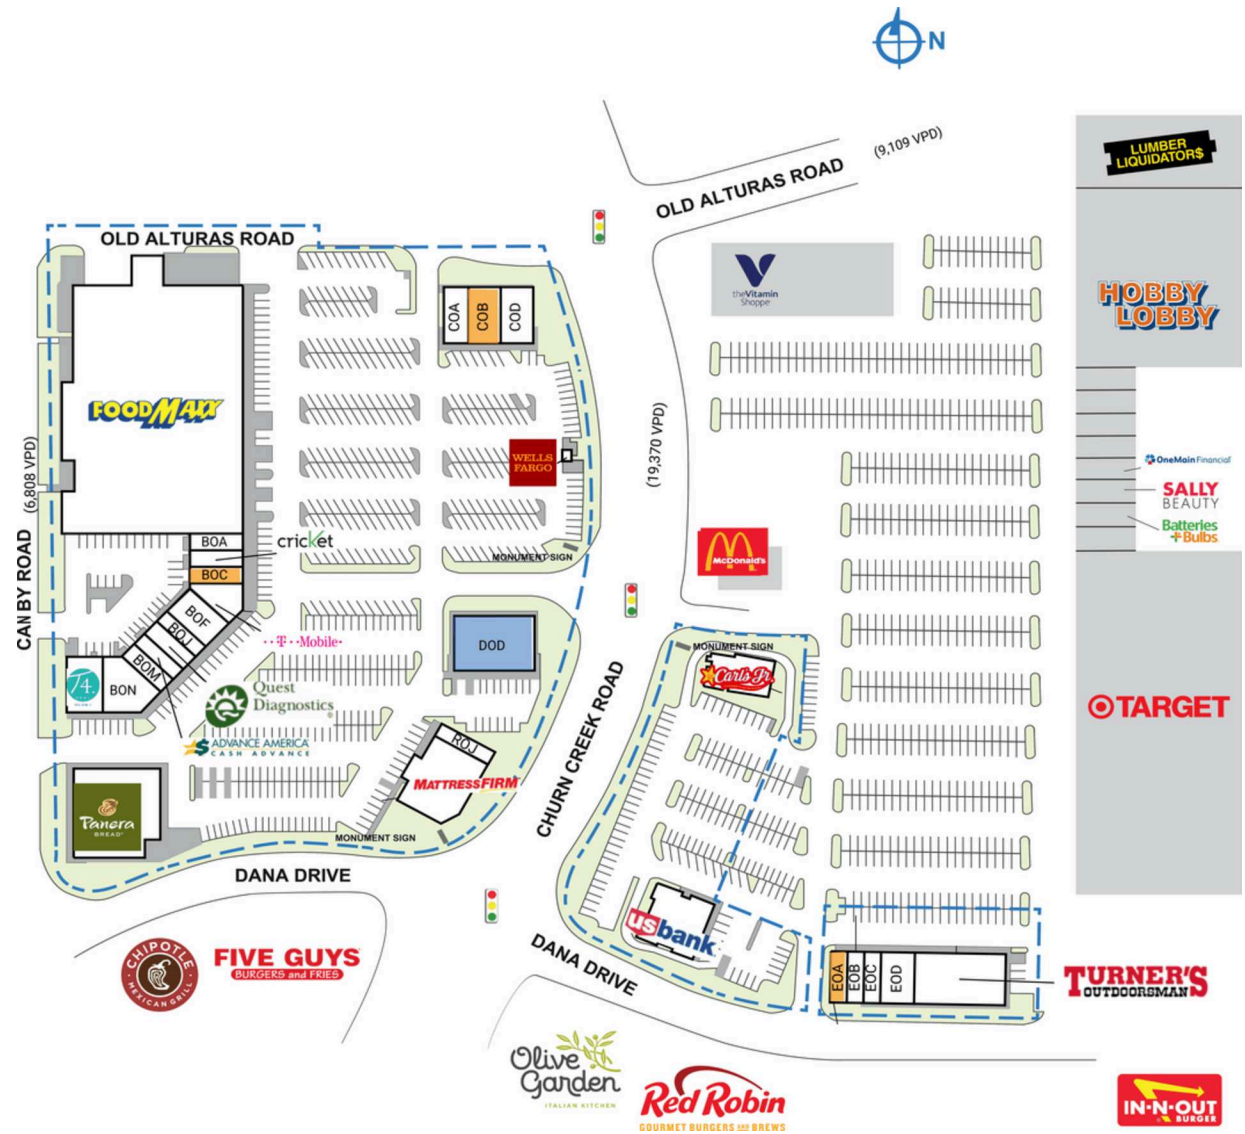 N
LUMBER
LIQUIDATOR$
(9,109 VPD)
OLD ALTURAS ROAD
OLD ALTURAS ROAD
theVitamin
Shoppe
HOBBY
LOBBY
COA
COB
COD
FOODMAXX
WELLS
FARGO
(19,370 VPD)
(6,808 VPD)
OneMain Financial
SALLY
BEAUTY
Batteries
+Bulbs
CANBY ROAD
BOA
cricket
BOC
MONUMENT SIGN
McDonald's
BOF
BOJ
BOM
BON
T4
T··Mobile·
DOD
MONUMENT SIGN
Carl's Jr.
Quest
Diagnostics
ADVANCE AMERICA
CASH ADVANCE
TARGET
CHURN CREEK ROAD
ROJ
MATTRESSFIRM
Panera
BREAD
MONUMENT SIGN
DANA DRIVE
usbank
DANA DRIVE
CHIPOTLE
MEXICAN GRILL
FIVE GUYS
BURGERS and FRIES
EOA
EOB
EOC
EOD
TURNER'S
OUTDOORSMAN
Olive
Garden
ITALIAN KITCHEN
Red Robin
GOURMET BURGERS AND BREWS
IN-N-OUT
BURGER